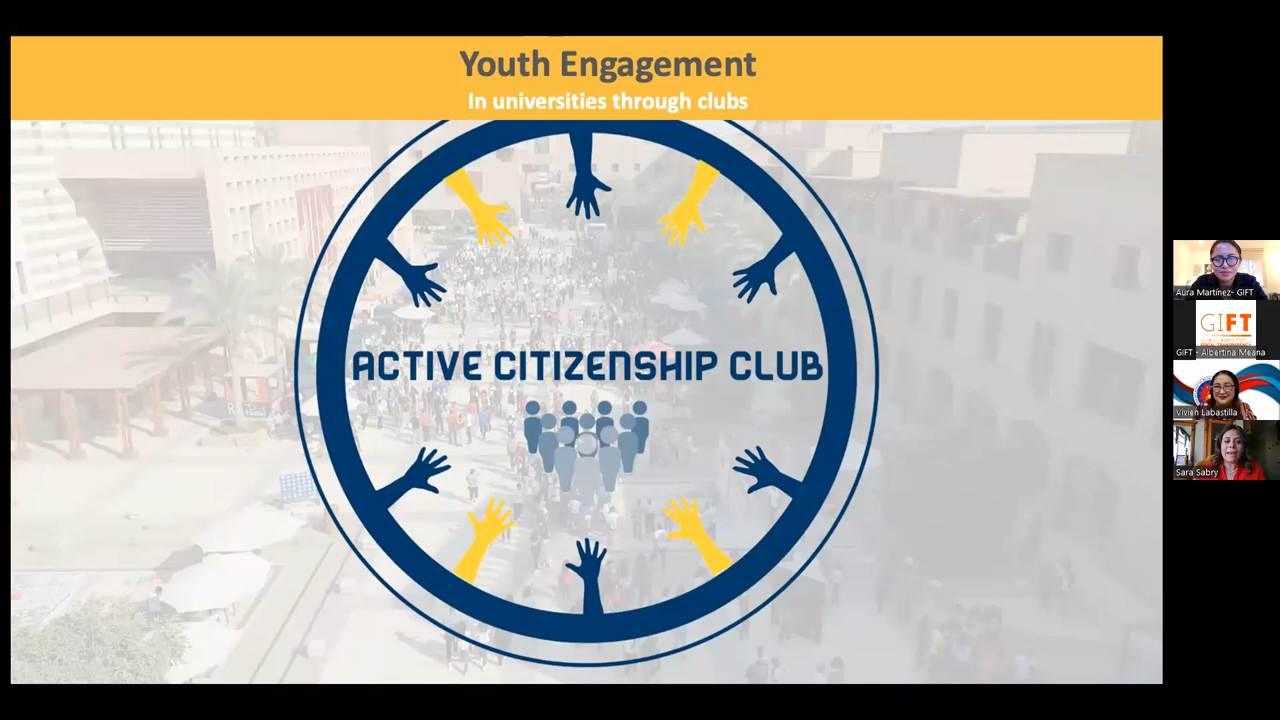 Youth Engagement
In universities through clubs
ACTIVE CITIZENSHIP CLUB
Aura Martínez- GIFT
GIFT
GIFT - Albertina Meana
Vivien Labastilla
Sara Sabry